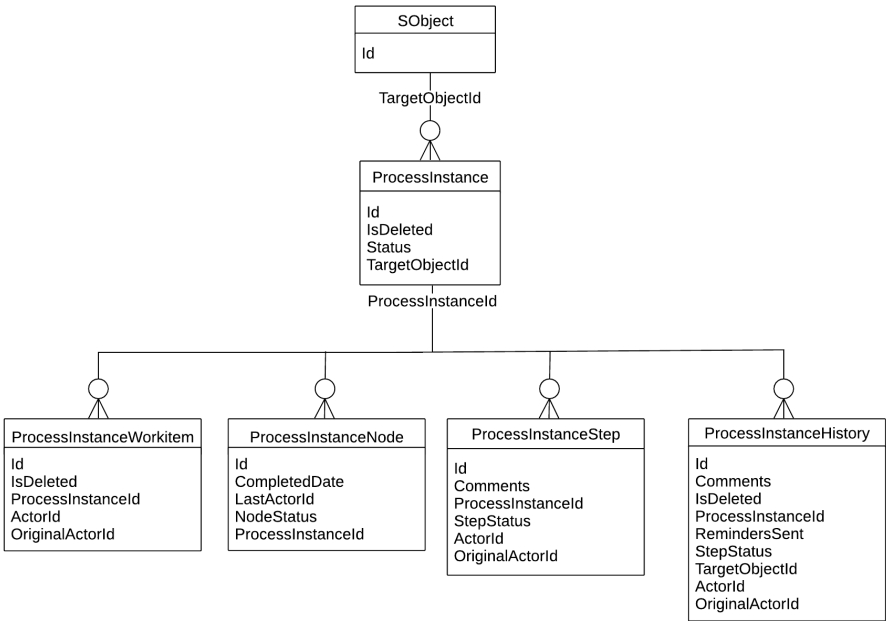 SObject
Id
TargetObjectId
ProcessInstance
Id
IsDeleted
Status
TargetObjectId
ProcessInstanceId
ProcessInstanceWorkitem
Id
IsDeleted
ProcessInstanceId
ActorId
OriginalActorId
ProcessInstanceNode
Id
CompletedDate
LastActorId
NodeStatus
ProcessInstanceId
ProcessInstanceStep
Id
Comments
ProcessInstanceId
StepStatus
ActorId
OriginalActorId
ProcessInstanceHistory
Id
Comments
IsDeleted
ProcessInstanceId
RemindersSent
StepStatus
TargetObjectId
ActorId
OriginalActorId